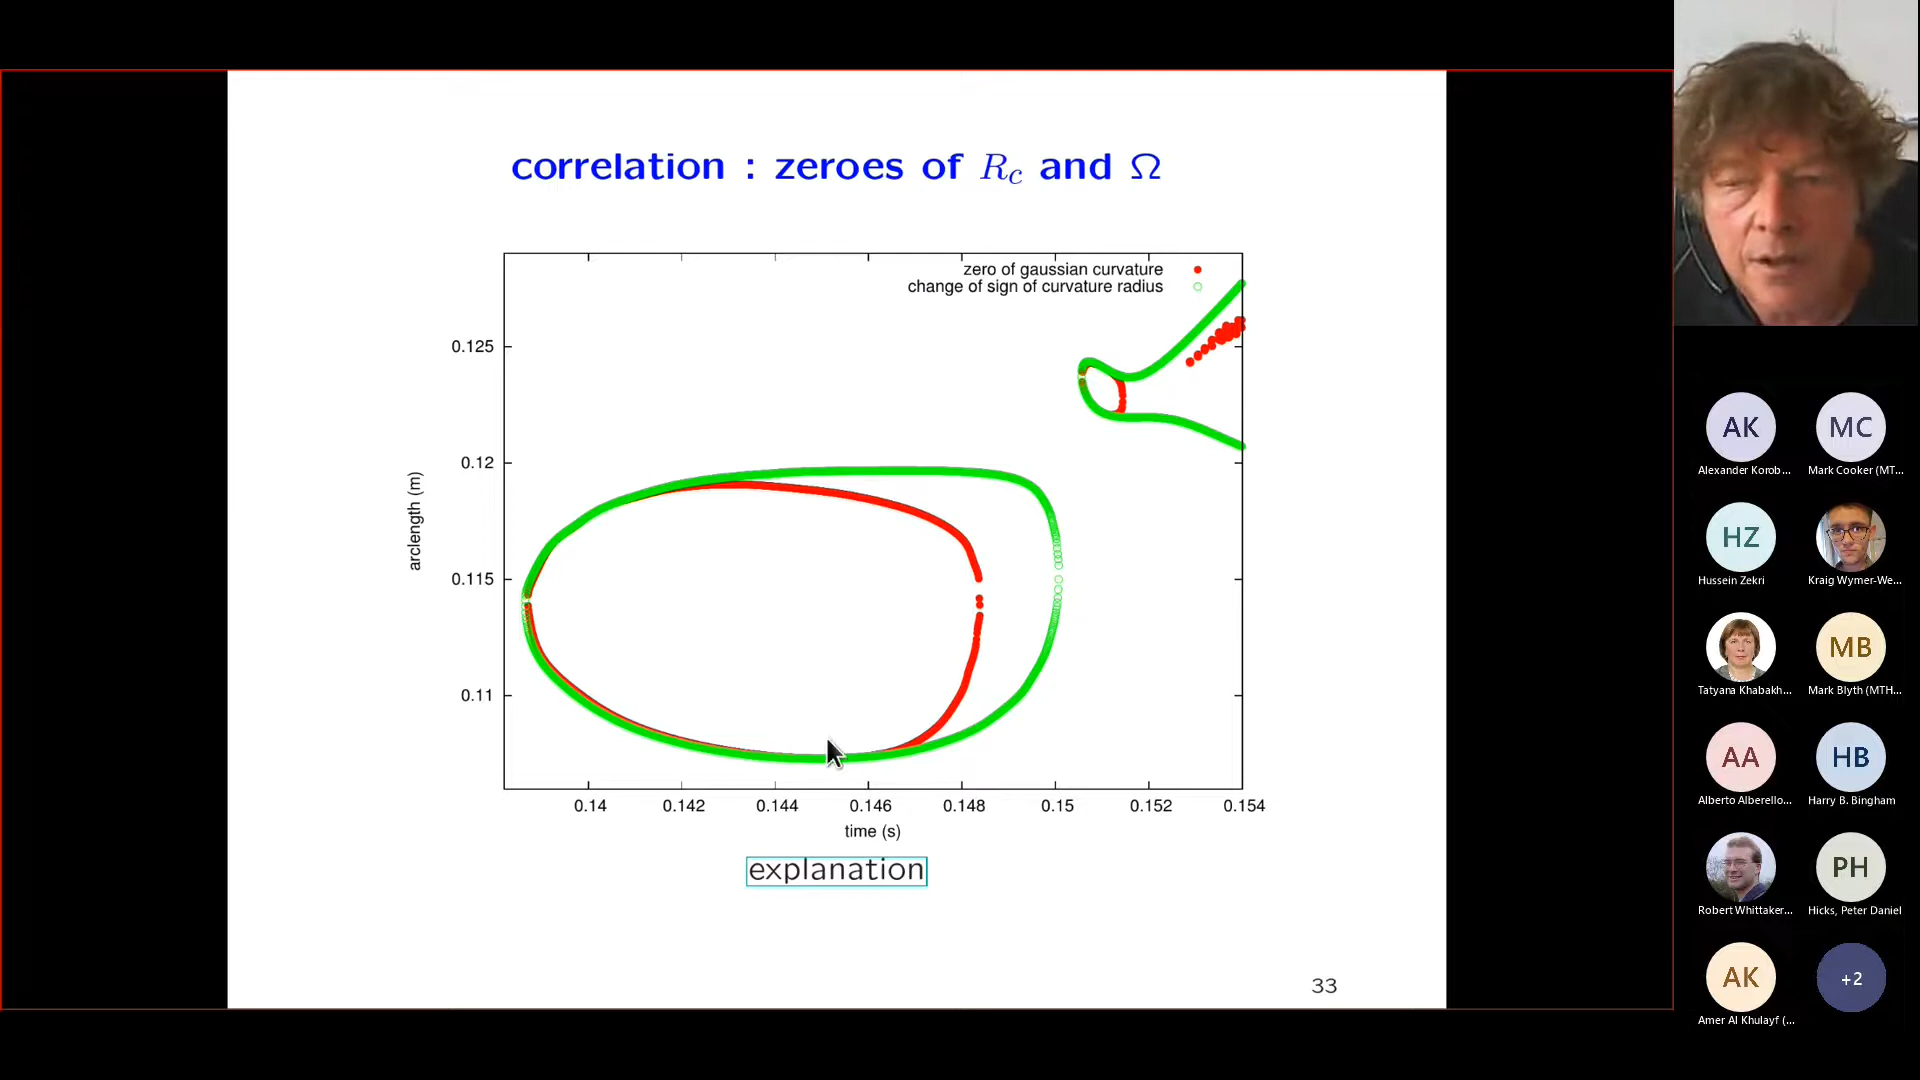 correlation : zeroes of Rc and Ω
zero of gaussian curvature
change of sign of curvature radius
0.125
0.12
0.115
0.11
arclength (m)
0.14 0.142 0.144 0.146 0.148 0.15 0.152 0.154
time (s)
explanation
33
AK MC
Alexander Korob... Mark Cooker (MT...
HZ
Hussein Zekri Kraig Wymer-We...
MB
Tatyana Khabakh... Mark Blyth (MTH...
AA HB
Alberto Alberello... Harry B. Bingham
PH
Robert Whittaker... Hicks, Peter Daniel
AK +2
Amer Al Khulayf (...